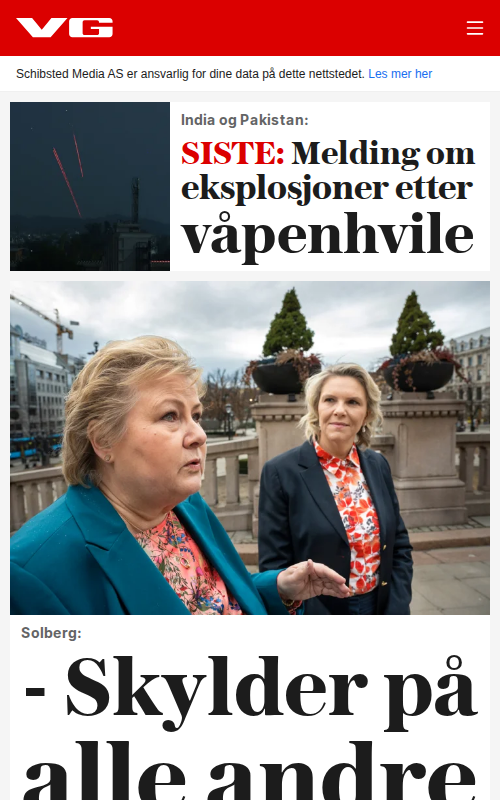 VG
Schibsted Media AS er ansvarlig for dine data på dette nettstedet. Les mer her
India og Pakistan:
SISTE: Melding om
eksplosjoner etter
våpenhvile
Solberg:
- Skylder på
alle andre